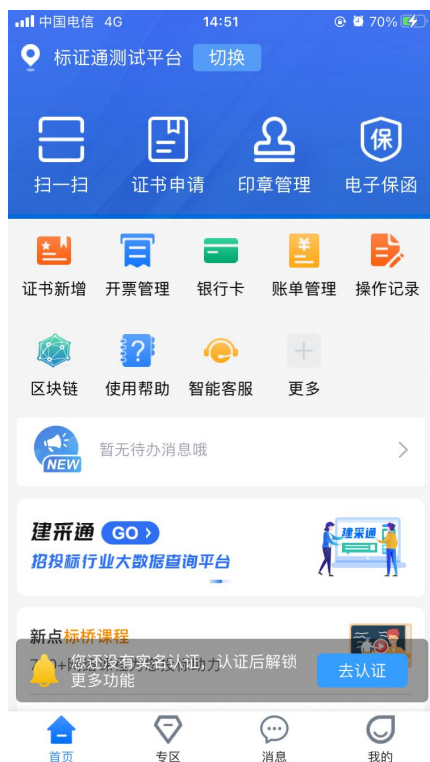 中国电信 4G 14:51 70%
标证通测试平台 切换
扫一扫 证书申请 印章管理 保 电子保函
证书新增 开票管理 银行卡 账单管理 操作记录
区块链 使用帮助 智能客服 更多
NEW 暂无待办消息哦
建采通 GO
招投标行业大数据查询平台
建采通
新点标桥课程
您还没有实名认证，认证后解锁
更多功能
去认证
首页 专区 消息 我的